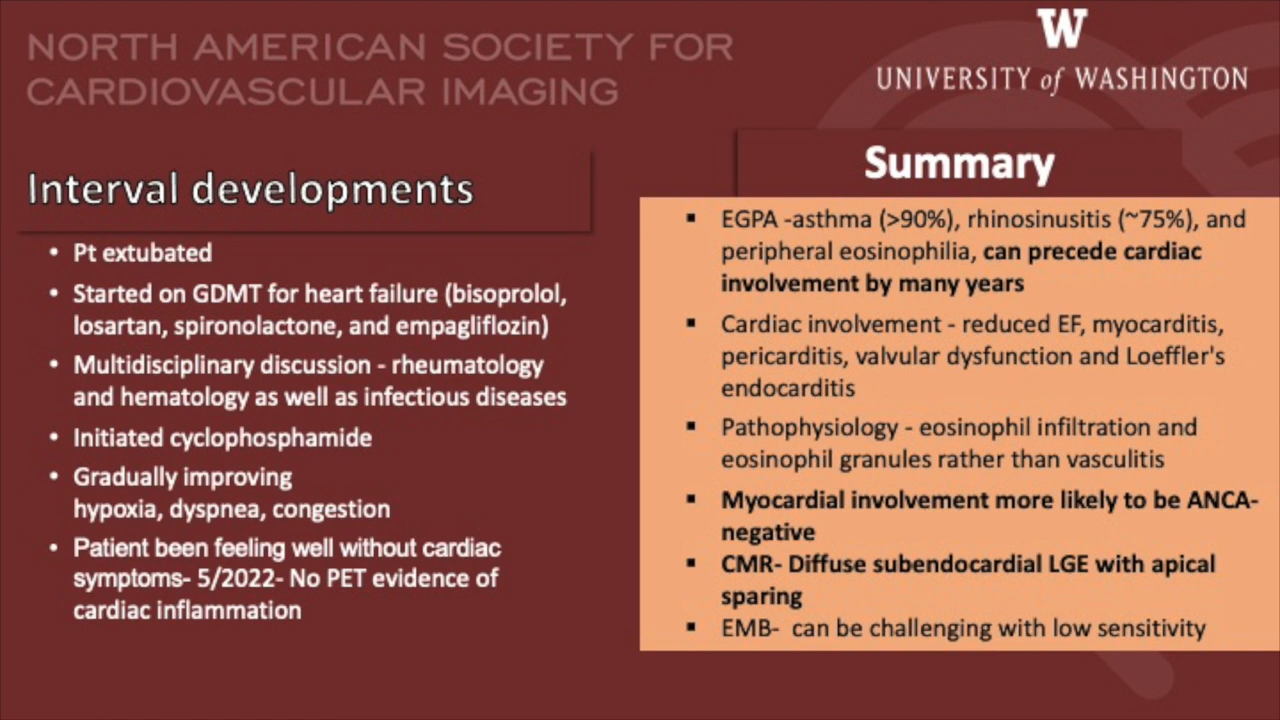 NORTH AMERICAN SOCIETY FOR
CARDIOVASCULAR IMAGING
W
UNIVERSITY of WASHINGTON
Interval developments
• Pt extubated
• Started on GDMT for heart failure (bisoprolol,
losartan, spironolactone, and empagliflozin)
• Multidisciplinary discussion - rheumatology
and hematology as well as infectious diseases
• Initiated cyclophosphamide
• Gradually improving
hypoxia, dyspnea, congestion
• Patient been feeling well without cardiac
symptoms- 5/2022- No PET evidence of
cardiac inflammation
Summary
▪ EGPA -asthma (>90%), rhinosinusitis (~75%), and
peripheral eosinophilia, can precede cardiac
involvement by many years
▪ Cardiac involvement - reduced EF, myocarditis,
pericarditis, valvular dysfunction and Loeffler's
endocarditis
▪ Pathophysiology - eosinophil infiltration and
eosinophil granules rather than vasculitis
▪ Myocardial involvement more likely to be ANCA-
negative
▪ CMR- Diffuse subendocardial LGE with apical
sparing
▪ EMB- can be challenging with low sensitivity